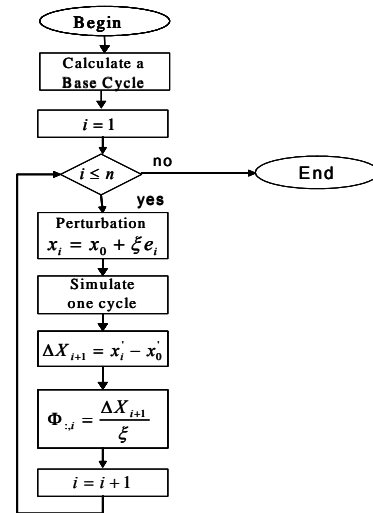 Begin
Calculate a
Base Cycle
i = 1
i ≤ n
no
End
yes
Perturbation
x_i = x_0 + ξ e_i
Simulate
one cycle
ΔX_{i+1} = x'_i − x'_0
Φ_{:,i} = ΔX_{i+1} / ξ
i = i + 1